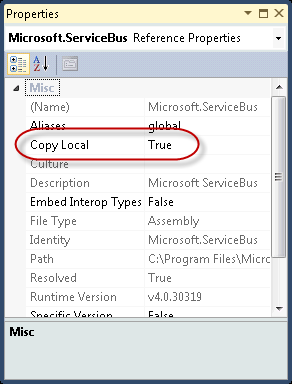 Properties
Microsoft.ServiceBus Reference Properties
Misc
(Name) Microsoft.ServiceBus
Aliases global
Copy Local True
Culture
Description Microsoft.ServiceBus
Embed Interop Types False
File Type Assembly
Identity Microsoft.ServiceBus
Path C:\Program Files\Micro
Resolved True
Runtime Version v4.0.30319
Specific Version False
Misc